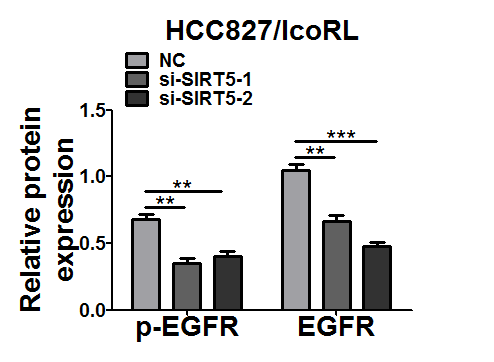 HCC827/IcoRL
NC
si-SIRT5-1
si-SIRT5-2
Relative protein
expression
1.5
1.0
0.5
0.0
**
**
***
**
p-EGFR
EGFR